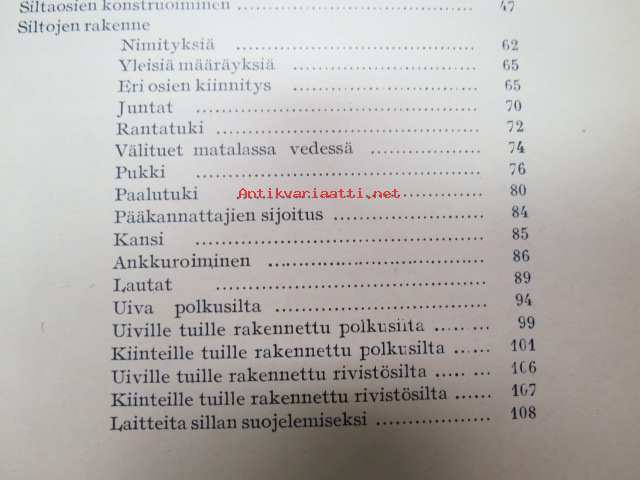 Siltaosien konstruoiminen .................... 47
Siltojen rakenne
Nimityksiä .................... 62
Yleisiä määräyksiä .................... 65
Eri osien kiinnitys .................... 65
Juntat .................... 70
Rantatuki .................... 72
Välituet matalassa vedessä .................... 74
Pukki .................... 76
Paalutuki .................... 80
Antikvariaatti.net
Pääkannattajien sijoitus .................... 84
Kansi .................... 85
Ankkuroiminen .................... 86
Lautat .................... 89
Uiva polkusilta .................... 94
Uiville tuille rakennettu polkusilta ...... 99
Kiinteille tuille rakennettu polkusilta ...... 101
Uiville tuille rakennettu rivistösilta ...... 106
Kiinteille tuille rakennettu rivistösilta ...... 107
Laitteita sillan suojelemiseksi .............. 108